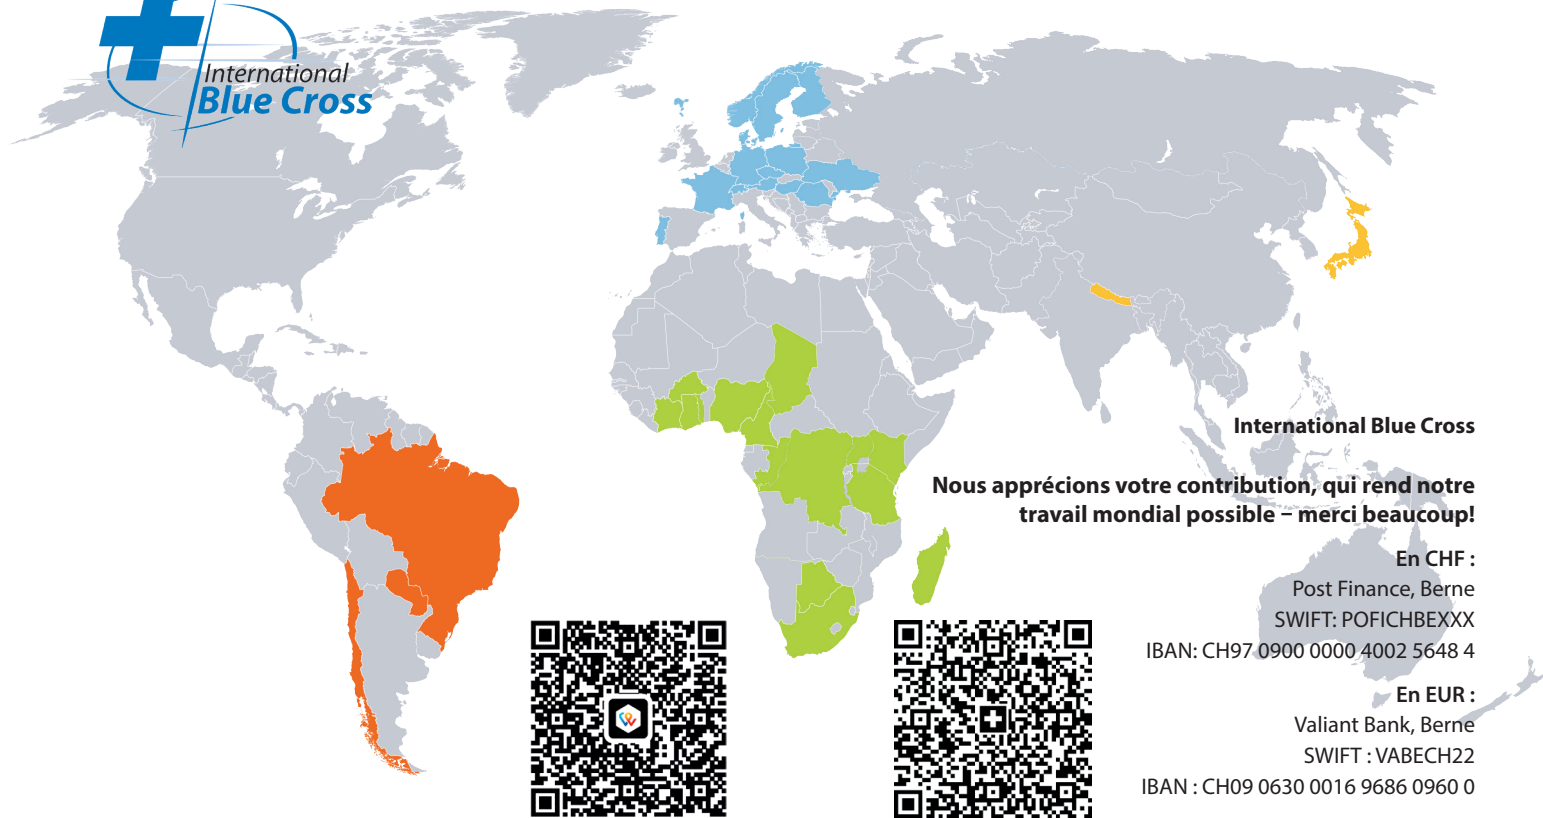 International
Blue Cross
International Blue Cross
Nous apprécions votre contribution, qui rend notre
travail mondial possible – merci beaucoup!
En CHF :
Post Finance, Berne
SWIFT: POFICHBEXXX
IBAN: CH97 0900 0000 4002 5648 4
En EUR :
Valiant Bank, Berne
SWIFT : VABECH22
IBAN : CH09 0630 0016 9686 0960 0